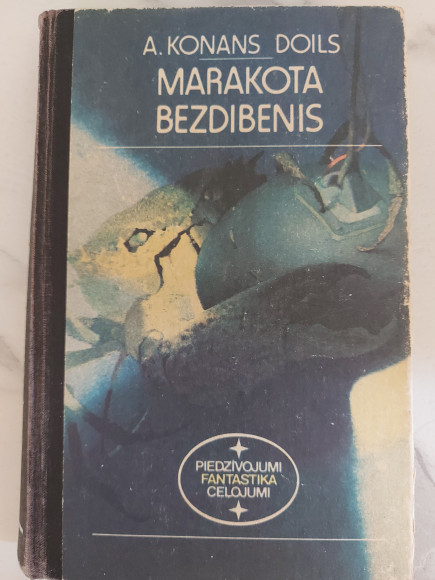 A. KONANS DOILS
MARAKOTA
BEZDIBENIS
PIEDZĪVOJUMI
FANTASTIKA
CEĻOJUMI